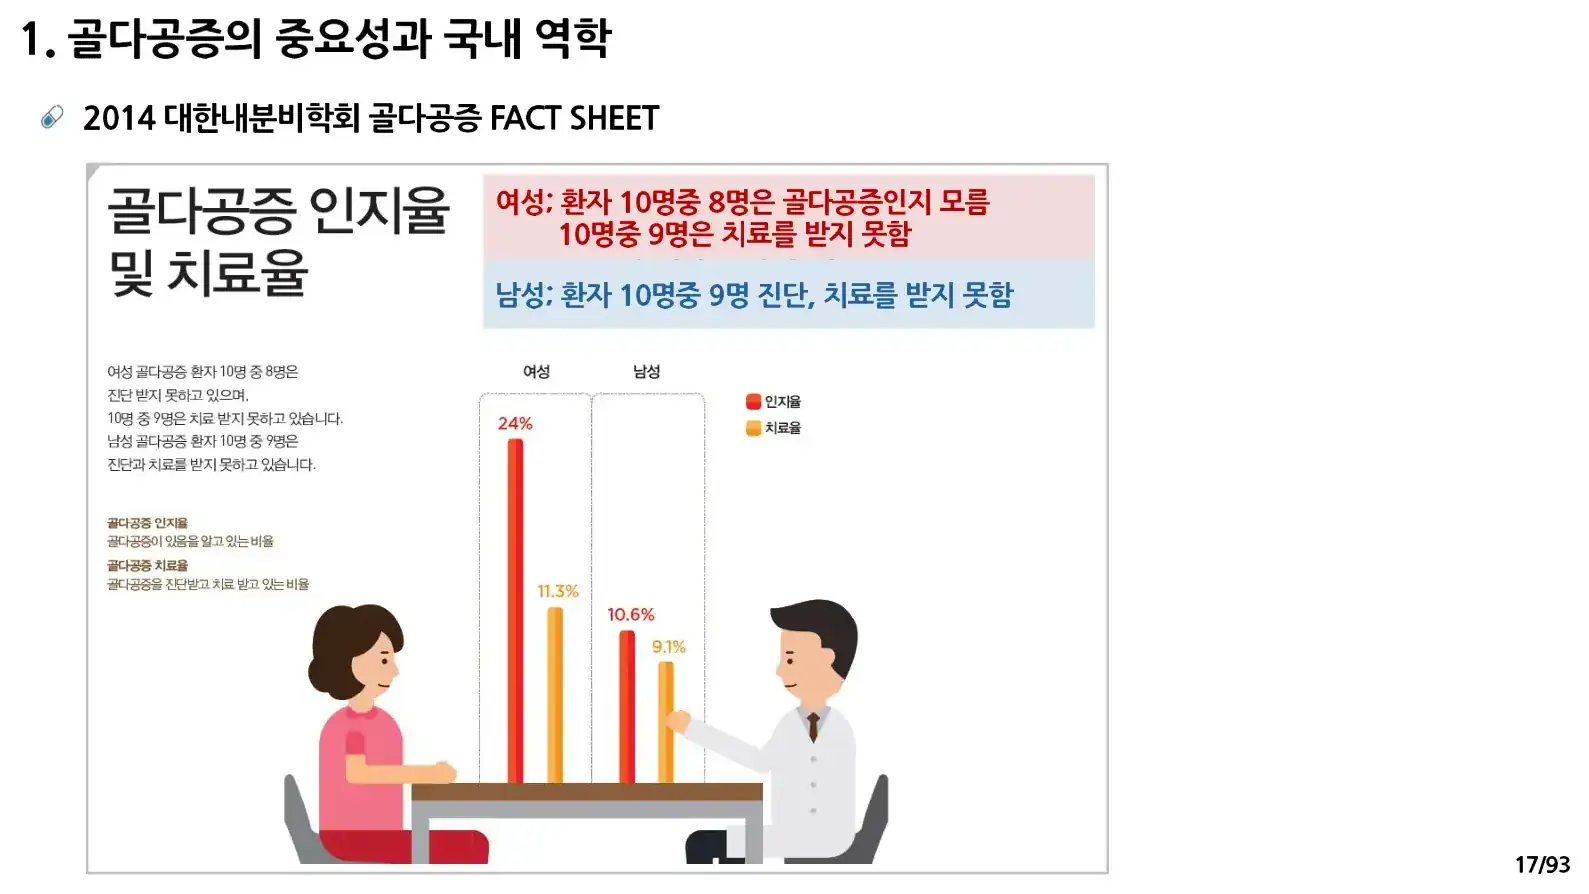 1. 골다공증의 중요성과 국내 역학
2014 대한내분비학회 골다공증 FACT SHEET
골다공증 인지율
및 치료율
여성; 환자 10명중 8명은 골다공증인지 모름
10명중 9명은 치료를 받지 못함
남성; 환자 10명중 9명 진단, 치료를 받지 못함
여성 골다공증 환자 10명 중 8명은
진단 받지 못하고 있으며,
10명 중 9명은 치료 받지 못하고 있습니다.
남성 골다공증 환자 10명 중 9명은
진단과 치료를 받지 못하고 있습니다.
골다공증 인지율
골다공증이 있음을 알고 있는 비율
골다공증 치료율
골다공증을 진단받고 치료 받고 있는 비율
여성
남성
인지율
치료율
24%
11.3%
10.6%
9.1%
17/93